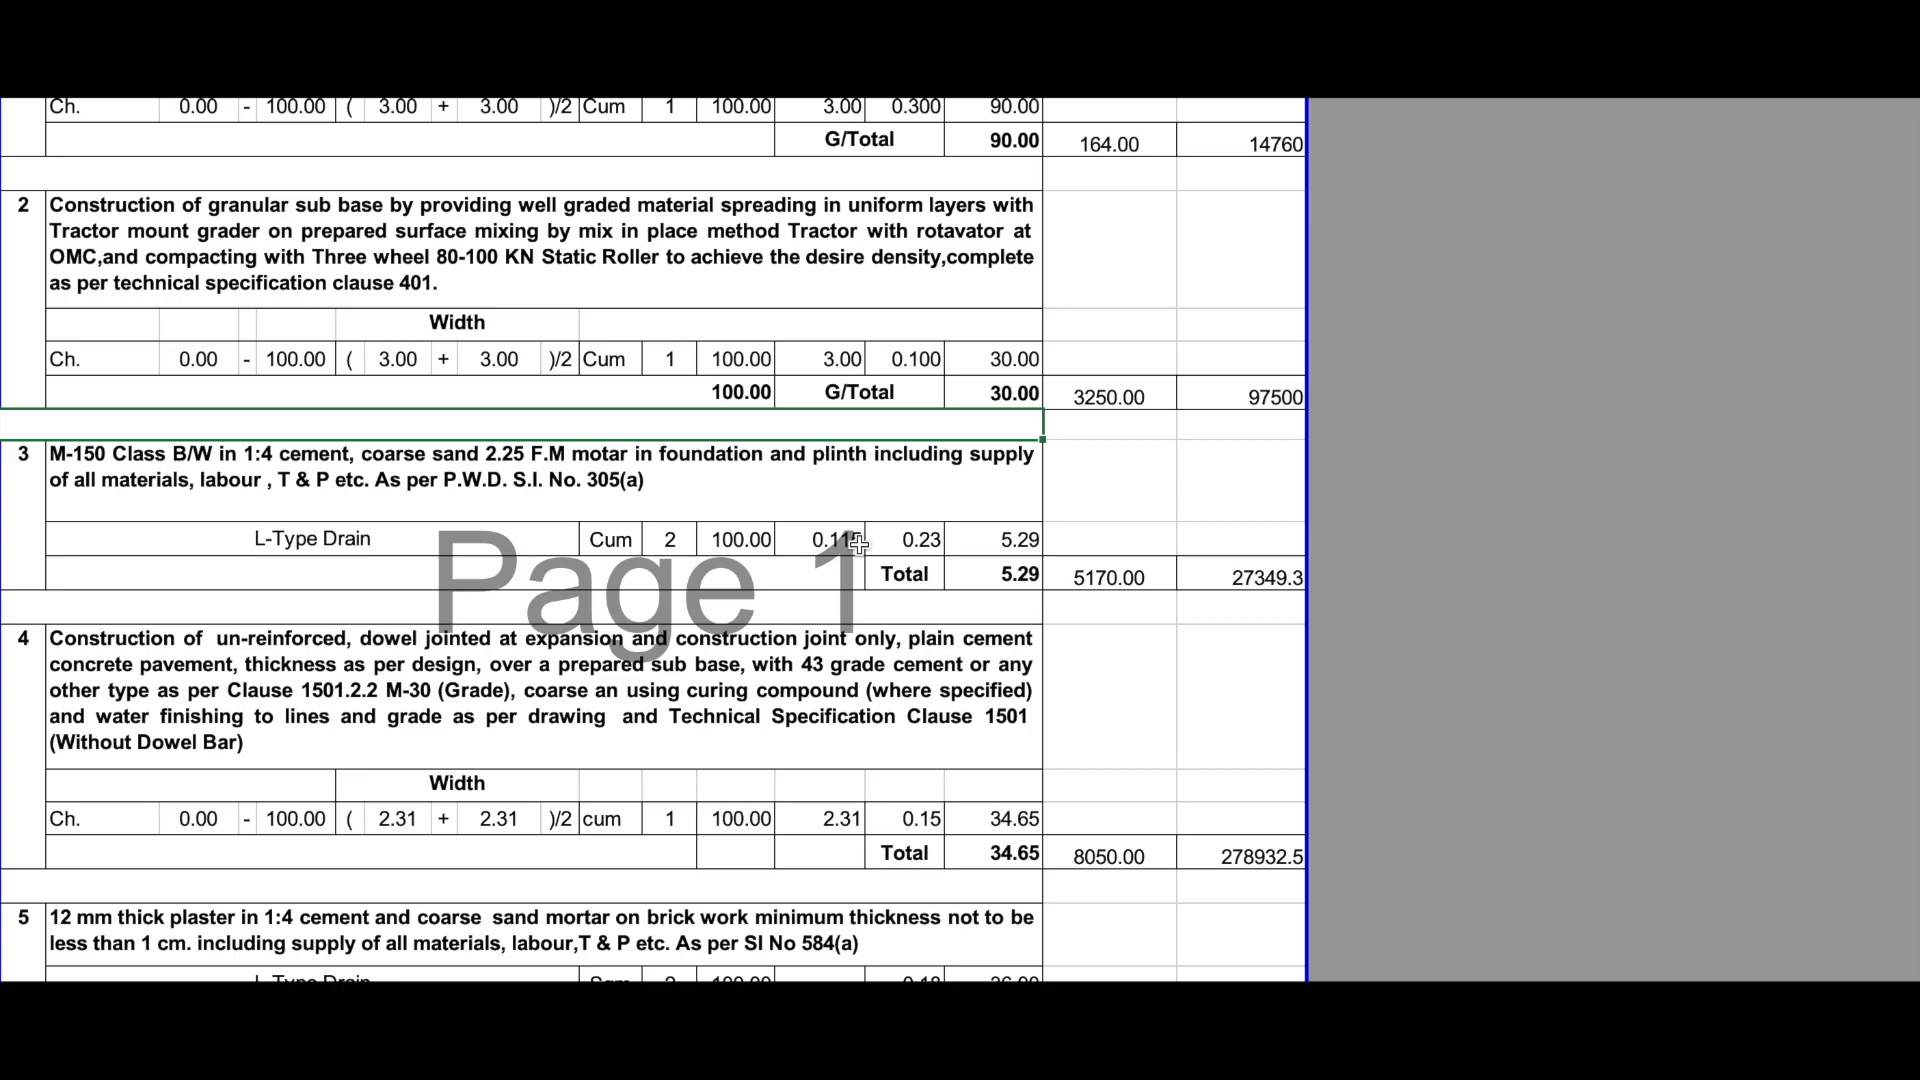 Ch. 0.00 - 100.00 ( 3.00 + 3.00 )/2 Cum 1 100.00 3.00 0.300 90.00
G/Total 90.00 164.00 14760
2 Construction of granular sub base by providing well graded material spreading in uniform layers with
Tractor mount grader on prepared surface mixing by mix in place method Tractor with rotavator at
OMC,and compacting with Three wheel 80-100 KN Static Roller to achieve the desire density,complete
as per technical specification clause 401.
Width
Ch. 0.00 - 100.00 ( 3.00 + 3.00 )/2 Cum 1 100.00 3.00 0.100 30.00
100.00 G/Total 30.00 3250.00 97500
3 M-150 Class B/W in 1:4 cement, coarse sand 2.25 F.M motar in foundation and plinth including supply
of all materials, labour , T & P etc. As per P.W.D. S.I. No. 305(a)
L-Type Drain Cum 2 100.00 0.115 0.23 5.29
Total 5.29 5170.00 27349.3
Page 1
4 Construction of un-reinforced, dowel jointed at expansion and construction joint only, plain cement
concrete pavement, thickness as per design, over a prepared sub base, with 43 grade cement or any
other type as per Clause 1501.2.2 M-30 (Grade), coarse an using curing compound (where specified)
and water finishing to lines and grade as per drawing and Technical Specification Clause 1501
(Without Dowel Bar)
Width
Ch. 0.00 - 100.00 ( 2.31 + 2.31 )/2 cum 1 100.00 2.31 0.15 34.65
Total 34.65 8050.00 278932.5
5 12 mm thick plaster in 1:4 cement and coarse sand mortar on brick work minimum thickness not to be
less than 1 cm. including supply of all materials, labour,T & P etc. As per SI No 584(a)
L-Type Drain Sqm 2 100.00 0.18 36.00